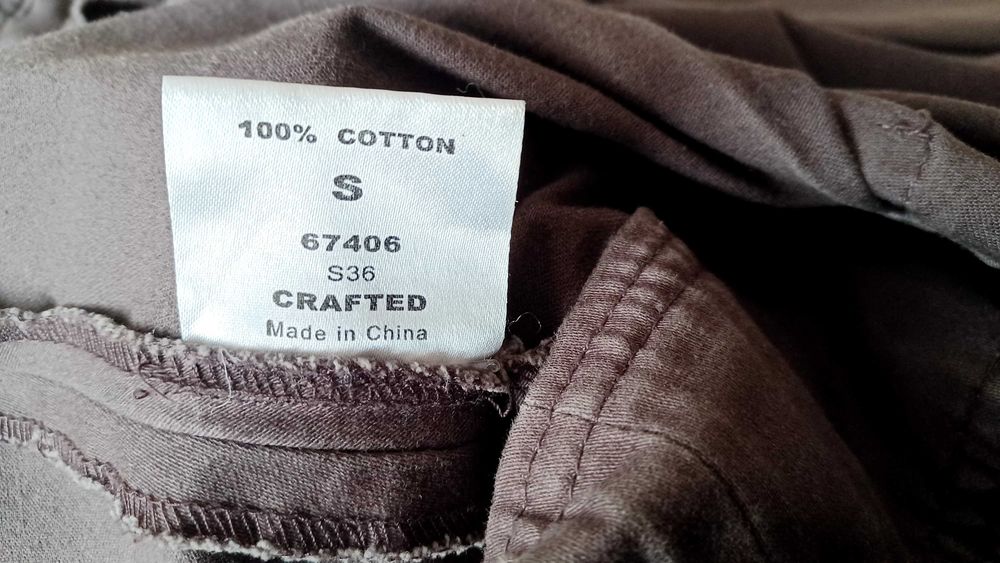 100% COTTON
S
67406
S36
CRAFTED
Made in China